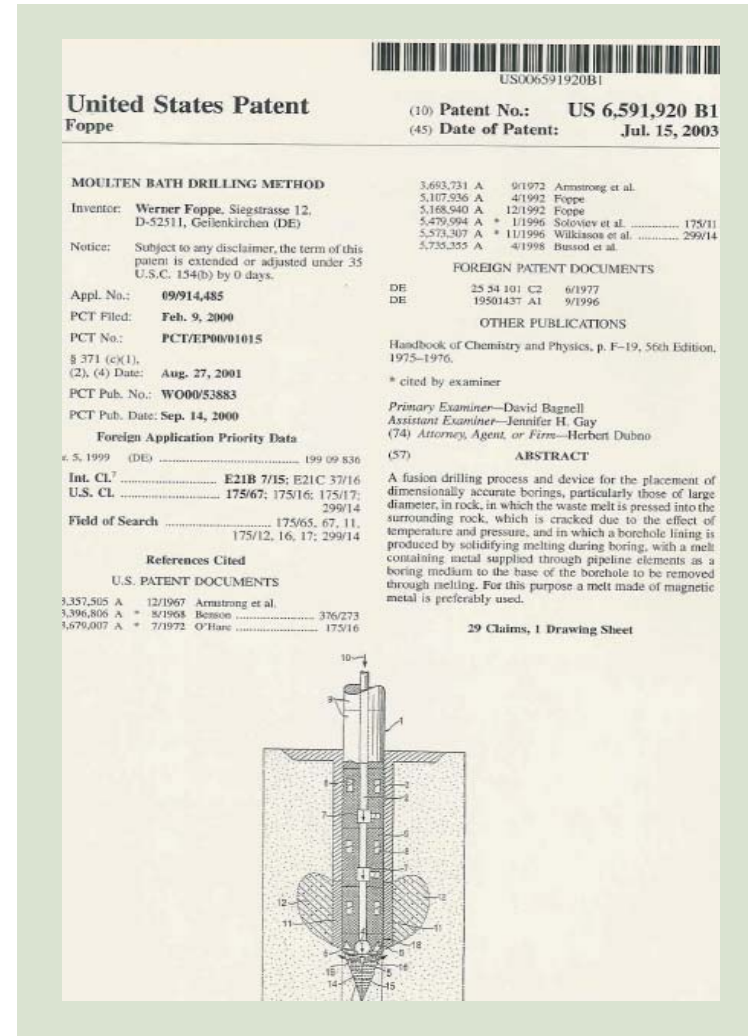 US006591920B1
United States Patent
Foppe
(10) Patent No.: US 6,591,920 B1
(45) Date of Patent: Jul. 15, 2003
MOULTEN BATH DRILLING METHOD
Inventor: Werner Foppe, Siegstrasse 12,
D-52511, Geilenkirchen (DE)
Notice: Subject to any disclaimer, the term of this
patent is extended or adjusted under 35
U.S.C. 154(b) by 0 days.
Appl. No.: 09/914,485
PCT Filed: Feb. 9, 2000
PCT No.: PCT/EP00/01015
§ 371 (c)(1),
(2), (4) Date: Aug. 27, 2001
PCT Pub. No.: WO00/53883
PCT Pub. Date: Sep. 14, 2000
Foreign Application Priority Data
r. 5, 1999 (DE) 199 09 836
Int. Cl.7 E21B 7/15; E21C 37/16
U.S. Cl. 175/67; 175/16; 175/17;
299/14
Field of Search 175/65, 67, 11,
175/12, 16, 17; 299/14
References Cited
U.S. PATENT DOCUMENTS
3,357,505 A 12/1967 Armstrong et al.
3,396,806 A * 8/1968 Benson 376/273
3,679,007 A * 7/1972 O'Hare 175/16
3,693,731 A 9/1972 Armstrong et al.
5,107,936 A 4/1992 Foppe
5,168,940 A 12/1992 Foppe
5,479,994 A * 1/1996 Soloviev et al. 175/11
5,573,307 A * 11/1996 Wilkinson et al. 299/14
5,735,355 A 4/1998 Bussod et al.
FOREIGN PATENT DOCUMENTS
DE 25 54 101 C2 6/1977
DE 19501437 A1 9/1996
OTHER PUBLICATIONS
Handbook of Chemistry and Physics, p. F-19, 56th Edition,
1975–1976.
* cited by examiner
Primary Examiner—David Bagnell
Assistant Examiner—Jennifer H. Gay
(74) Attorney, Agent, or Firm—Herbert Dubno
(57) ABSTRACT
A fusion drilling process and device for the placement of
dimensionally accurate borings, particularly those of large
diameter, in rock, in which the waste melt is pressed into the
surrounding rock, which is cracked due to the effect of
temperature and pressure, and in which a borehole lining is
produced by solidifying melting during boring, with a melt
containing metal supplied through pipeline elements as a
boring medium to the base of the borehole to be removed
through melting. For this purpose a melt made of magnetic
metal is preferably used.
29 Claims, 1 Drawing Sheet
10
9
1
8
2
7
12
12
11
11
18
16
14
15